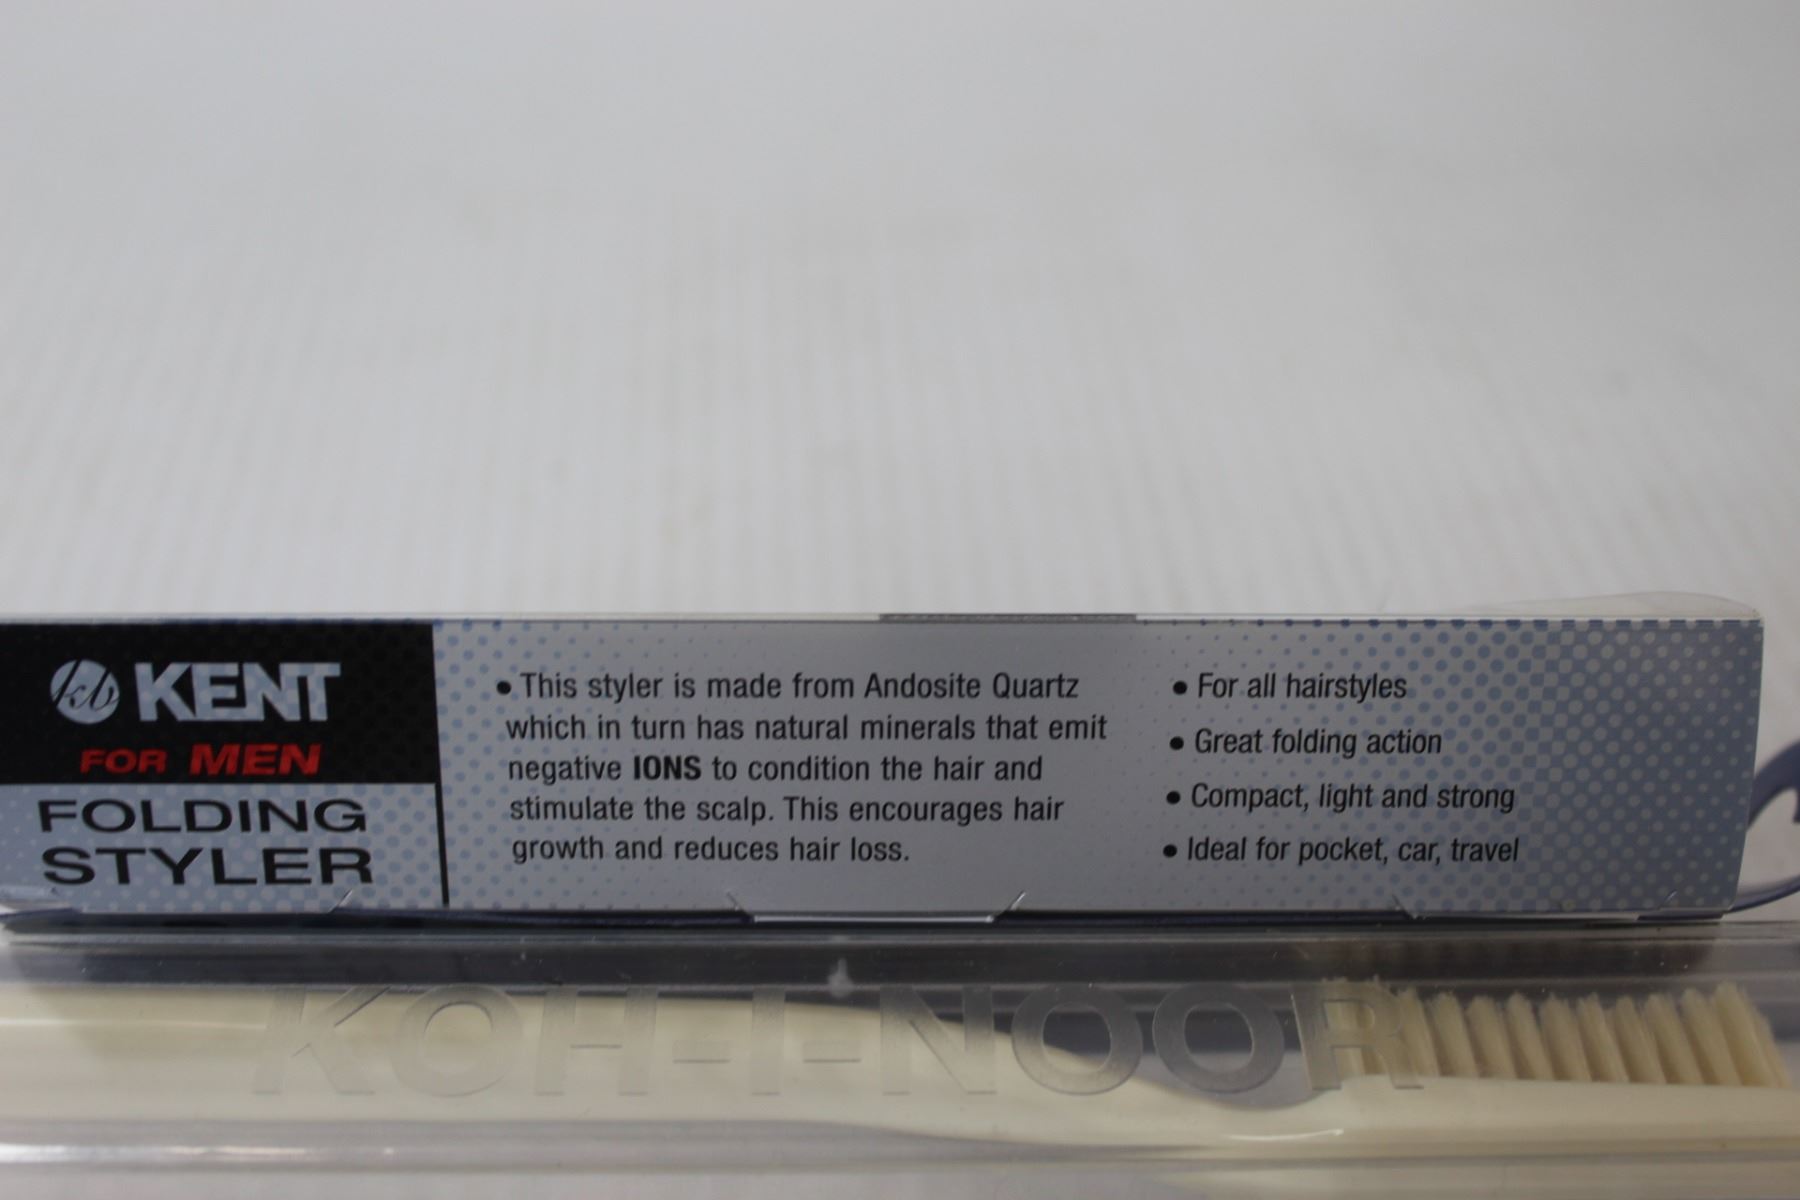 kb KENT
FOR MEN
FOLDING
STYLER
• This styler is made from Andosite Quartz
which in turn has natural minerals that emit
negative IONS to condition the hair and
stimulate the scalp. This encourages hair
growth and reduces hair loss.
• For all hairstyles
• Great folding action
• Compact, light and strong
• Ideal for pocket, car, travel
KOH-I-NOOR